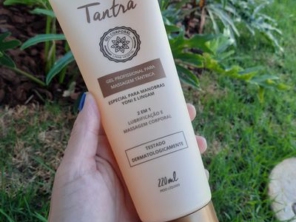 Tantra
GEL PROFISSIONAL PARA
MASSAGEM TÂNTRICA
ESPECIAL PARA MANOBRAS
YONI E LINGAM
2 EM 1
LUBRIFICAÇÃO E
MASSAGEM CORPORAL
TESTADO
DERMATOLOGICAMENTE
200ml